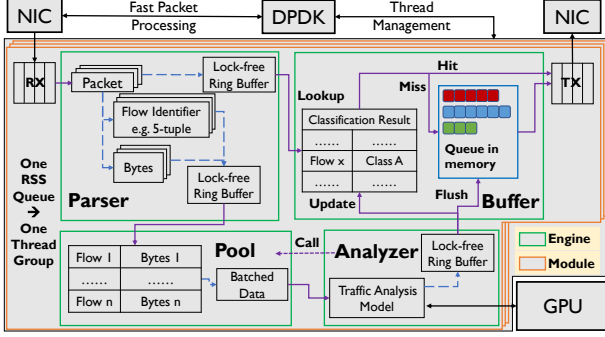 NIC
Fast Packet
Processing
DPDK
Thread
Management
NIC
RX
Packet
Lock-free
Ring Buffer
Flow Identifier
e.g. 5-tuple
Bytes
Lock-free
Ring Buffer
Parser
One
RSS
Queue
→
One
Thread
Group
Lookup
Hit
Miss
TX
Classification Result
......
Flow x
Class A
......
......
Queue in
memory
Update
Flush
Buffer
Flow 1
Bytes 1
......
......
Flow n
Bytes n
Pool
Batched
Data
Call
Analyzer
Lock-free
Ring Buffer
Traffic Analysis
Model
Engine
Module
GPU